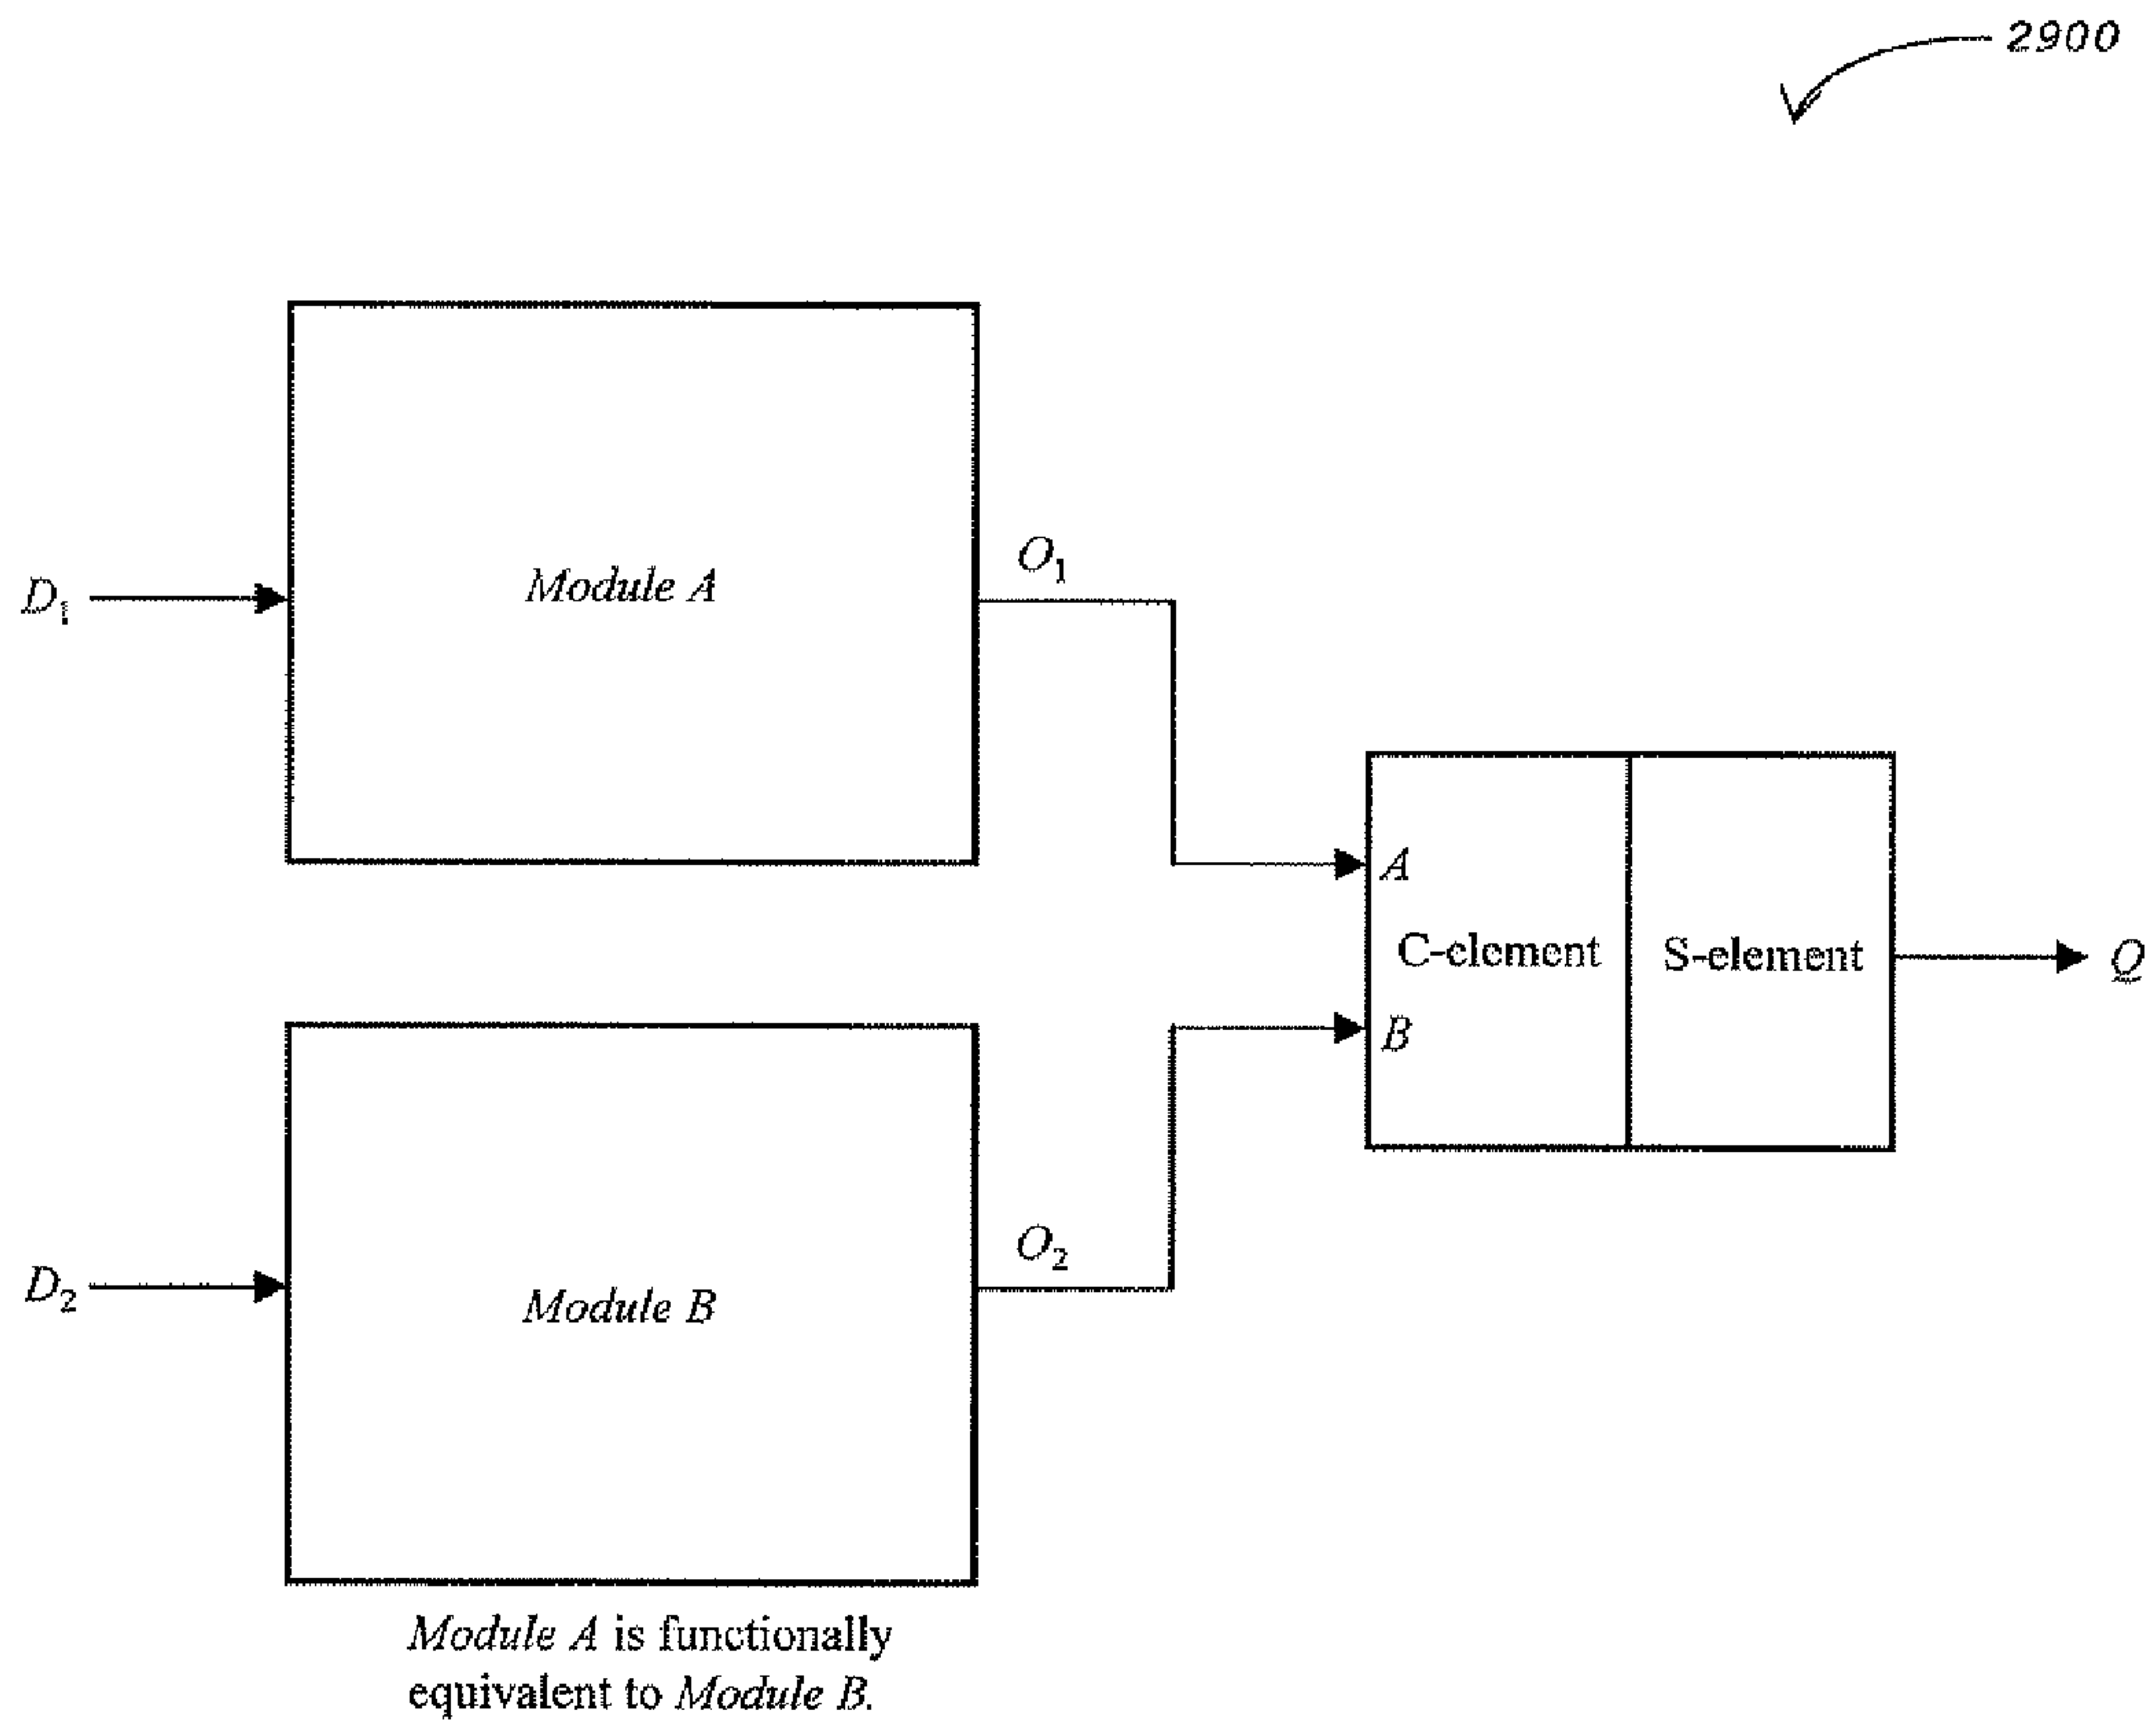 2900
Module A
O₁
D₁
A
C-element
S-element
Q
B
O₂
D₂
Module B
Module A is functionally
equivalent to Module B.